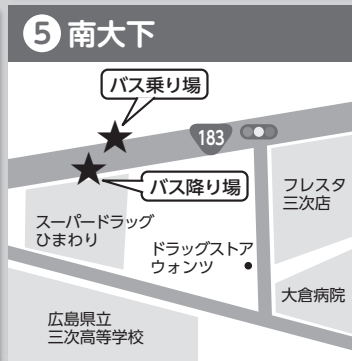 5 南大下
バス乗り場
183
バス降り場
フレスタ
三次店
スーパードラッグ
ひまわり
ドラッグストア
ウォンツ
大倉病院
広島県立
三次高等学校